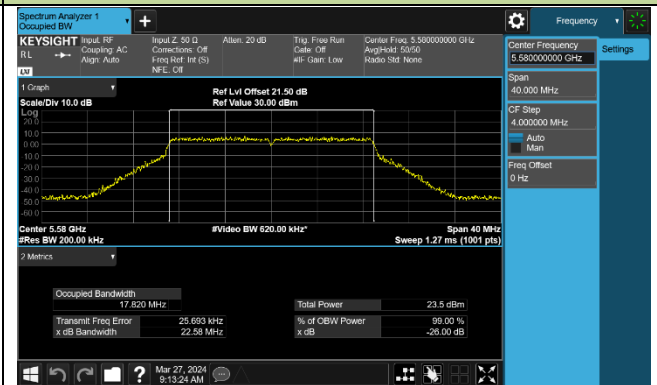 Spectrum Analyzer 1
Occupied BW
Frequency
KEYSIGHT Input: RF Input Z: 50 Ω Atten: 20 dB Trig: Free Run Center Freq: 5.580000000 GHz
RL Coupling: AC Corrections: Off Gate: Off Avg|Hold: 50/50
Align: Auto Freq Ref: Int (S) #IF Gain: Low Radio Std: None
LXI NFE: Off
Center Frequency
5.580000000 GHz
Settings
Span
40.000 MHz
CF Step
4.000000 MHz
Auto
Man
Freq Offset
0 Hz
1 Graph
Ref Lvl Offset 21.50 dB
Scale/Div 10.0 dB Ref Value 30.00 dBm
Log
20.0
10.0
0.00
-10.0
-20.0
-30.0
-40.0
-50.0
-60.0
Center 5.58 GHz #Video BW 620.00 kHz* Span 40 MHz
#Res BW 200.00 kHz Sweep 1.27 ms (1001 pts)
2 Metrics
Occupied Bandwidth
17.820 MHz Total Power 23.5 dBm
Transmit Freq Error 25.693 kHz % of OBW Power 99.00 %
x dB Bandwidth 22.58 MHz x dB -26.00 dB
Mar 27, 2024
9:13:24 AM